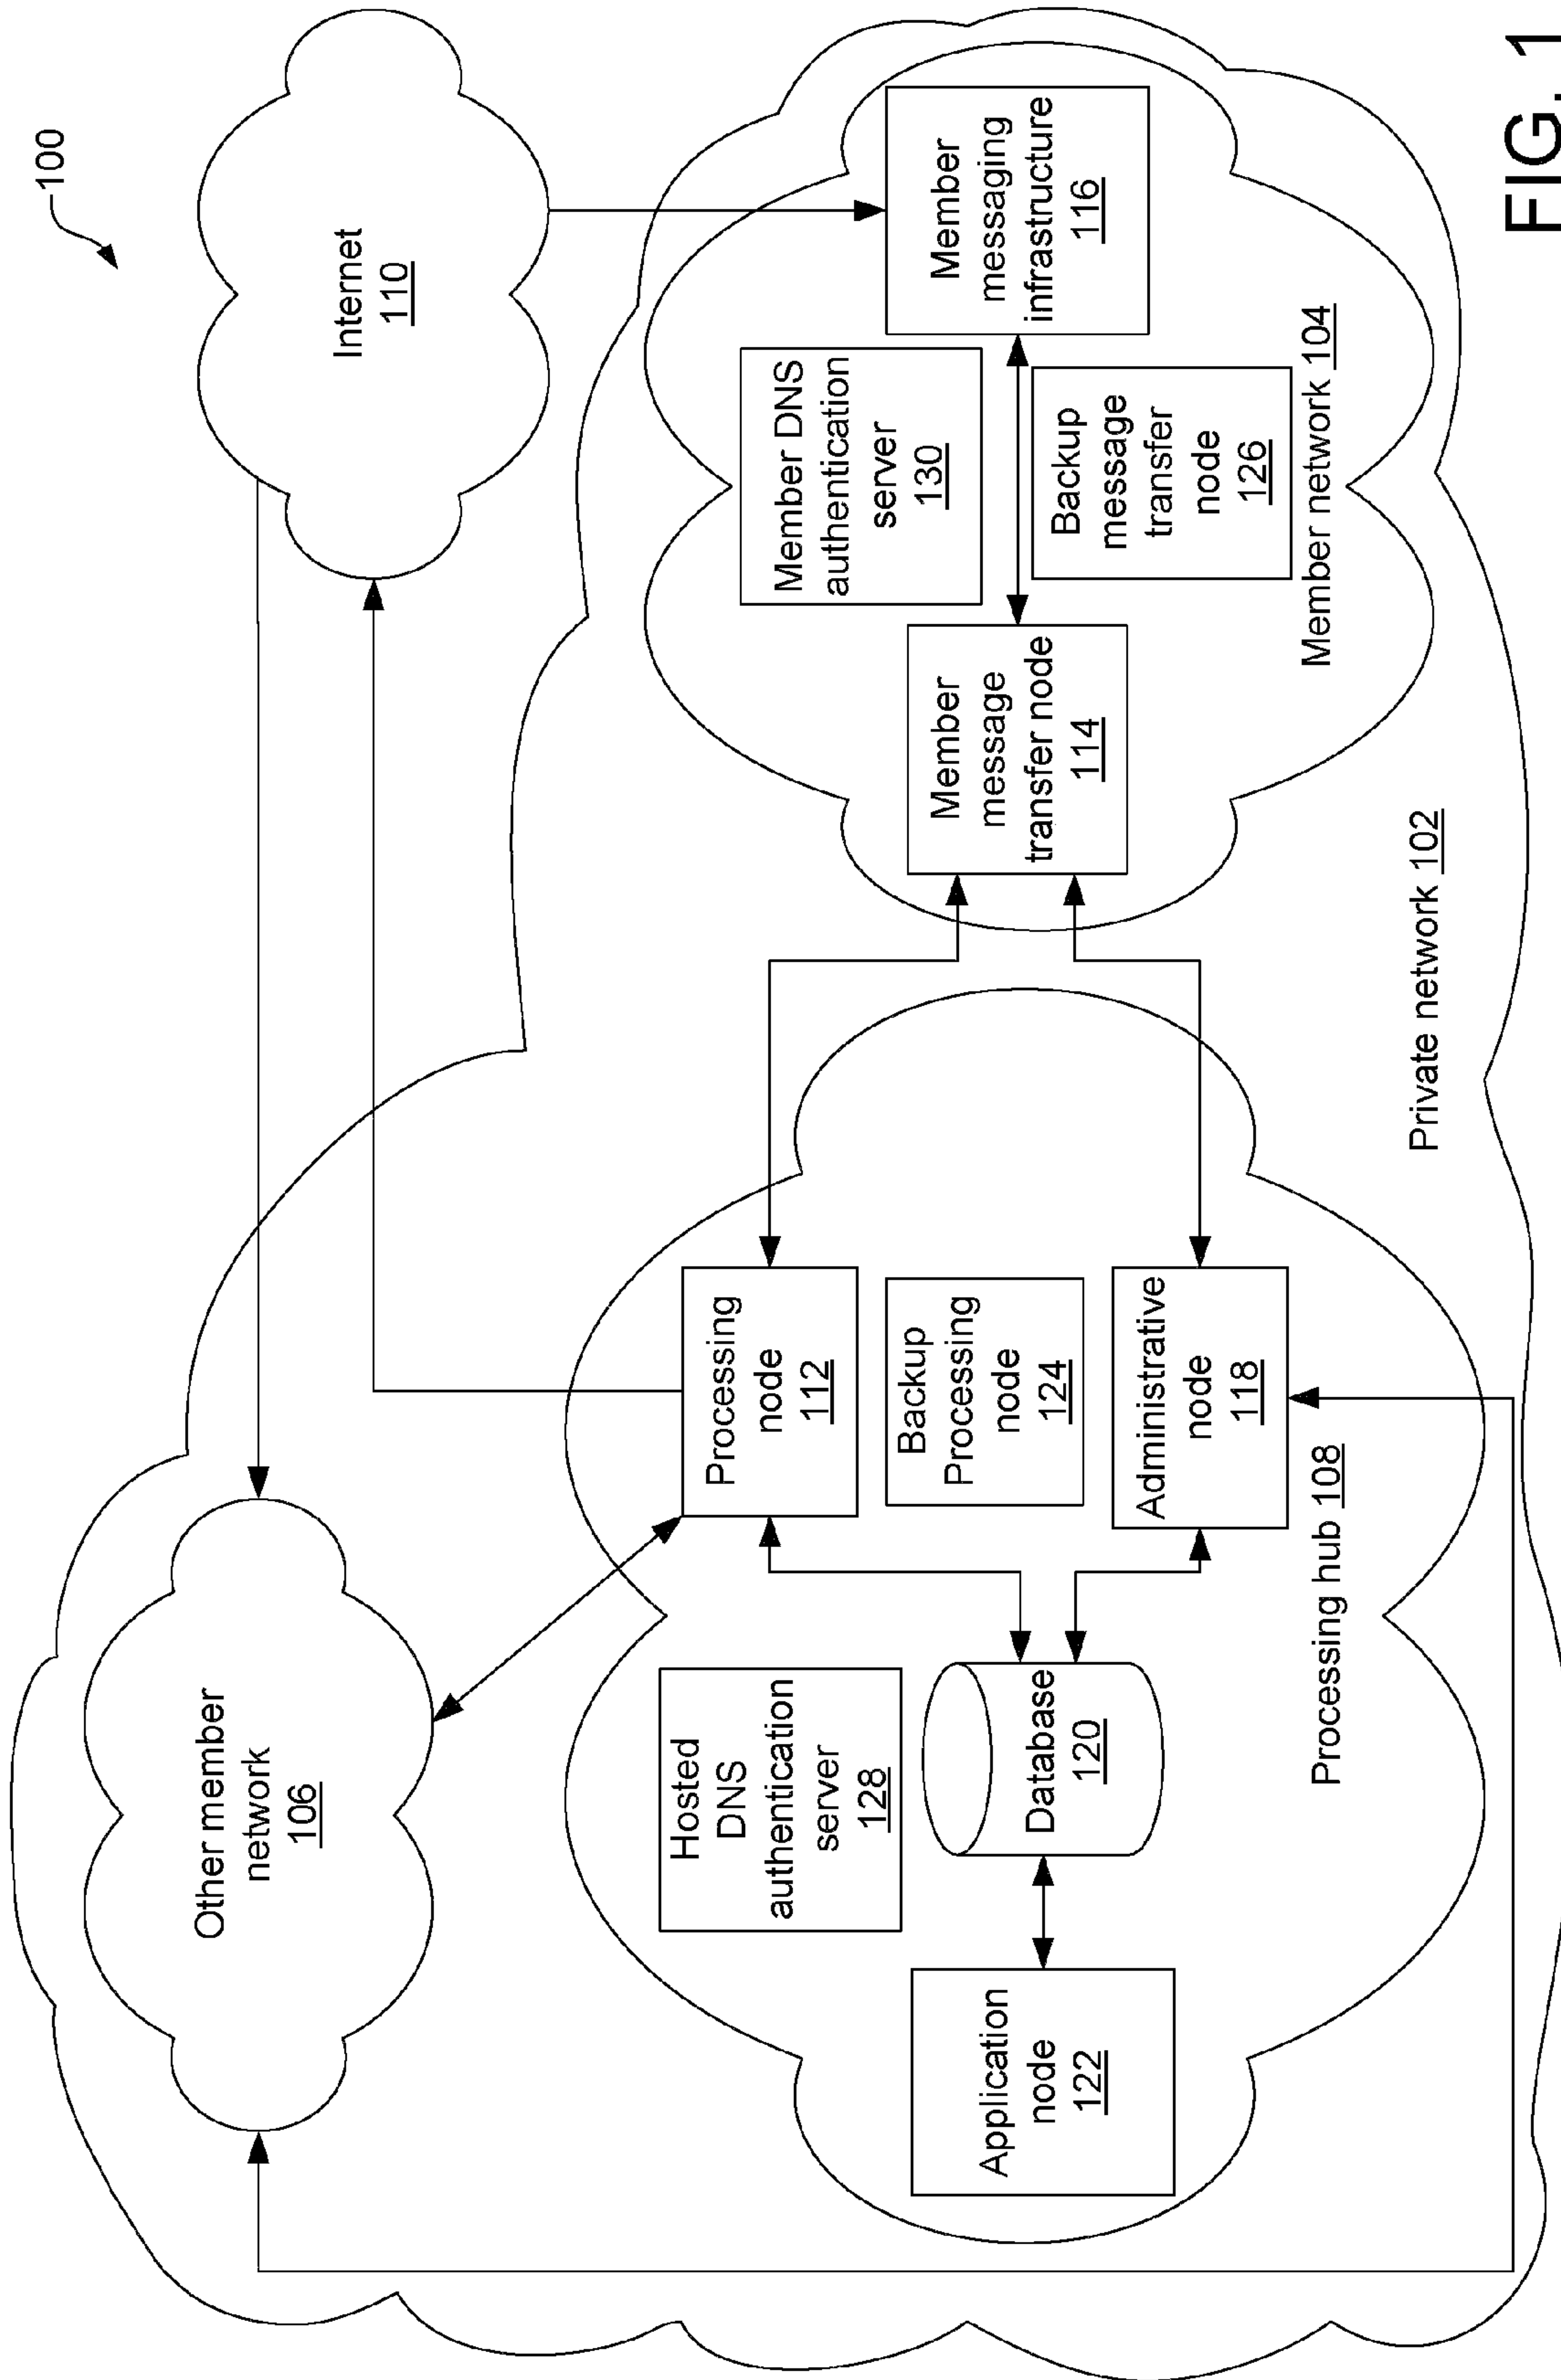 100
Internet
110
Other member
network
106
Member
messaging
infrastructure
116
Member DNS
authentication
server
130
Backup
message
transfer
node
126
Member
message
transfer node
114
Member network 104
Processing
node
112
Backup
Processing
node
124
Administrative
node
118
Hosted
DNS
authentication
server
128
Database
120
Application
node
122
Processing hub 108
Private network 102
FIG. 1